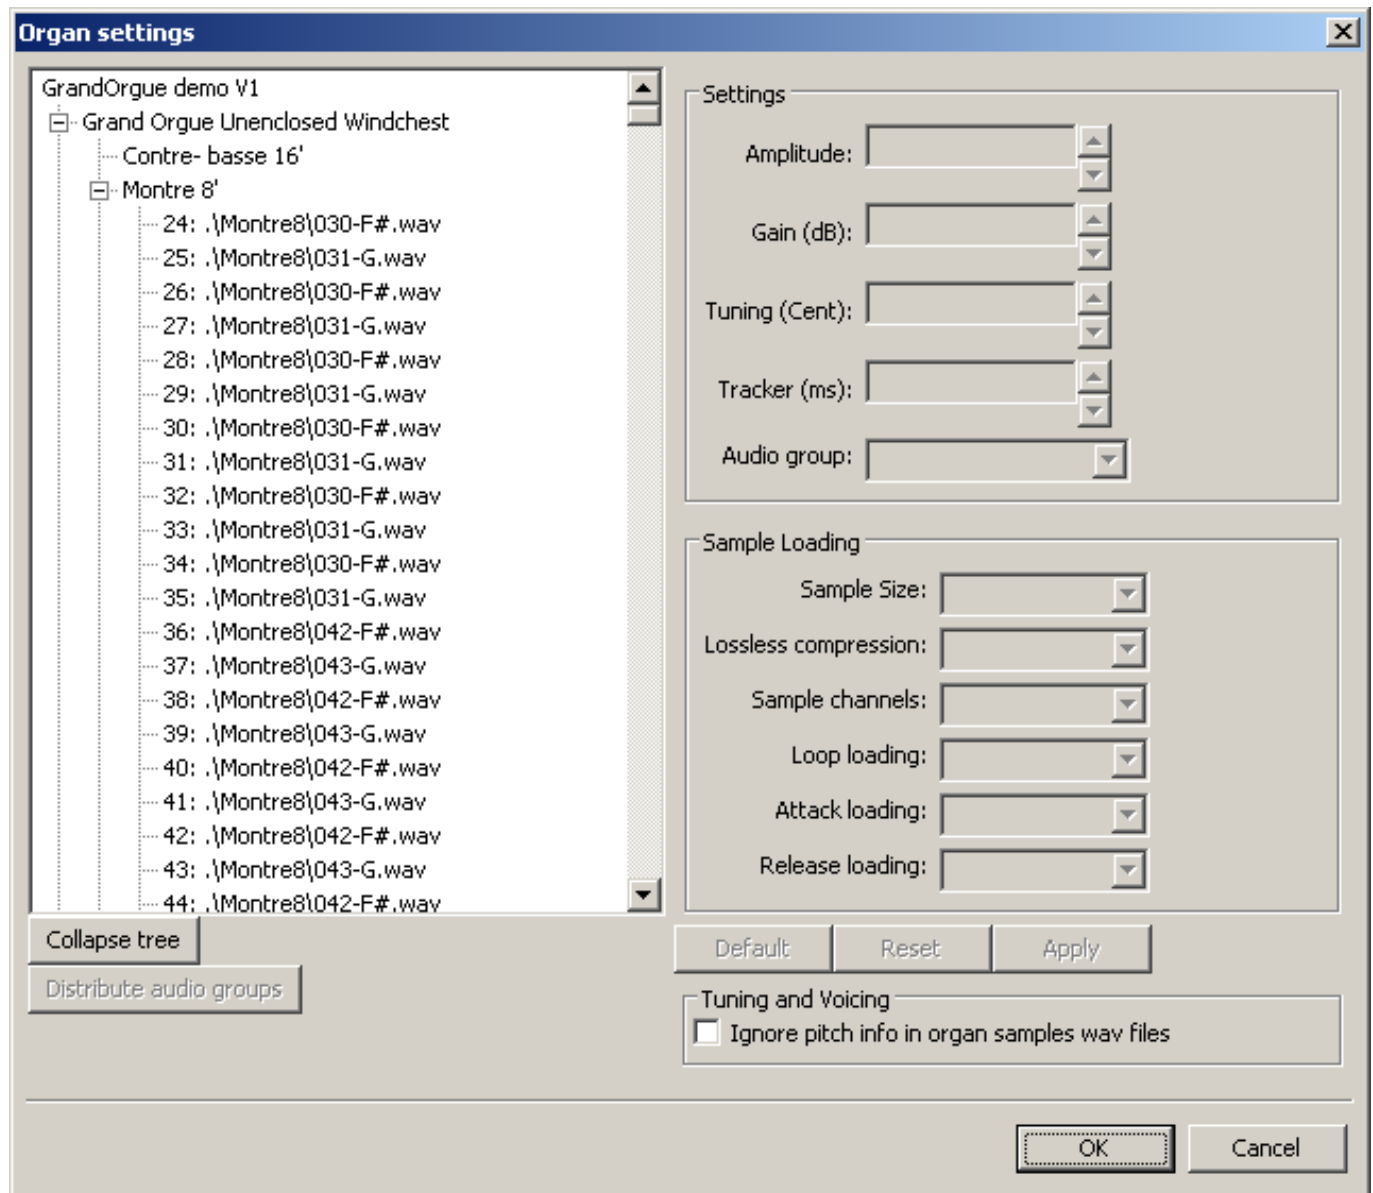 Organ settings
GrandOrgue demo V1
Grand Orgue Unenclosed Windchest
Contre- basse 16'
Montre 8'
24: .\Montre8\030-F#.wav
25: .\Montre8\031-G.wav
26: .\Montre8\030-F#.wav
27: .\Montre8\031-G.wav
28: .\Montre8\030-F#.wav
29: .\Montre8\031-G.wav
30: .\Montre8\030-F#.wav
31: .\Montre8\031-G.wav
32: .\Montre8\030-F#.wav
33: .\Montre8\031-G.wav
34: .\Montre8\030-F#.wav
35: .\Montre8\031-G.wav
36: .\Montre8\042-F#.wav
37: .\Montre8\043-G.wav
38: .\Montre8\042-F#.wav
39: .\Montre8\043-G.wav
40: .\Montre8\042-F#.wav
41: .\Montre8\043-G.wav
42: .\Montre8\042-F#.wav
43: .\Montre8\043-G.wav
44: .\Montre8\042-F#.wav
Collapse tree
Distribute audio groups
Settings
Amplitude:
Gain (dB):
Tuning (Cent):
Tracker (ms):
Audio group:
Sample Loading
Sample Size:
Lossless compression:
Sample channels:
Loop loading:
Attack loading:
Release loading:
Default Reset Apply
Tuning and Voicing
Ignore pitch info in organ samples wav files
OK Cancel